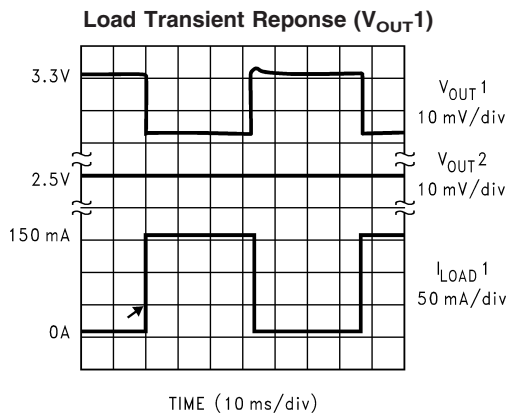 Load Transient Reponse (VOUT1)
3.3V
VOUT1
10 mV/div
VOUT2
2.5V
10 mV/div
150 mA
ILOAD1
50 mA/div
0A
TIME (10 ms/div)